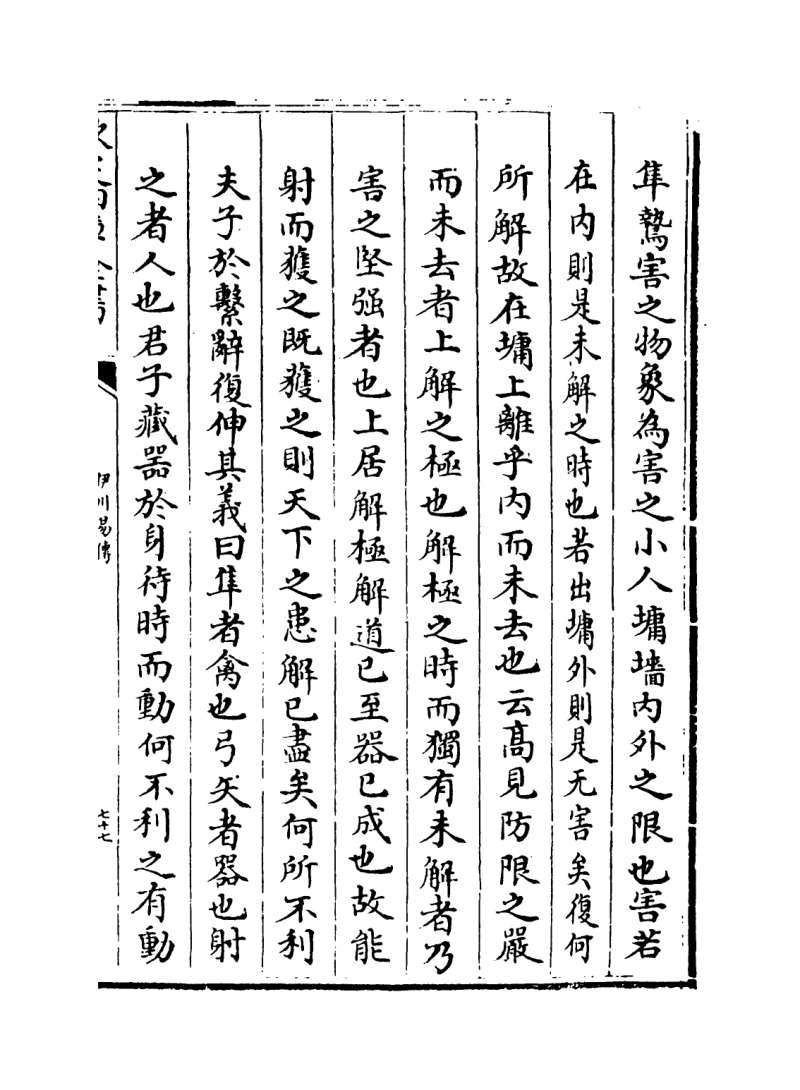 隼鷙害之物象為害之小人墉墻内外之限也害若
在内則是未解之時也若出墉外則是无害矣復何
所解故在墉上離乎内而未去也云髙見防限之嚴
而未去者上解之極也解極之時而獨有未解者乃
害之堅强者也上居解極解道已至器已成也故能
射而獲之既獲之則天下之患解已盡矣何所不利
夫子於繫辭復伸其義曰隼者禽也弓矢者器也射
之者人也君子藏器於身待時而動何不利之有動
伊川易傳
七十七